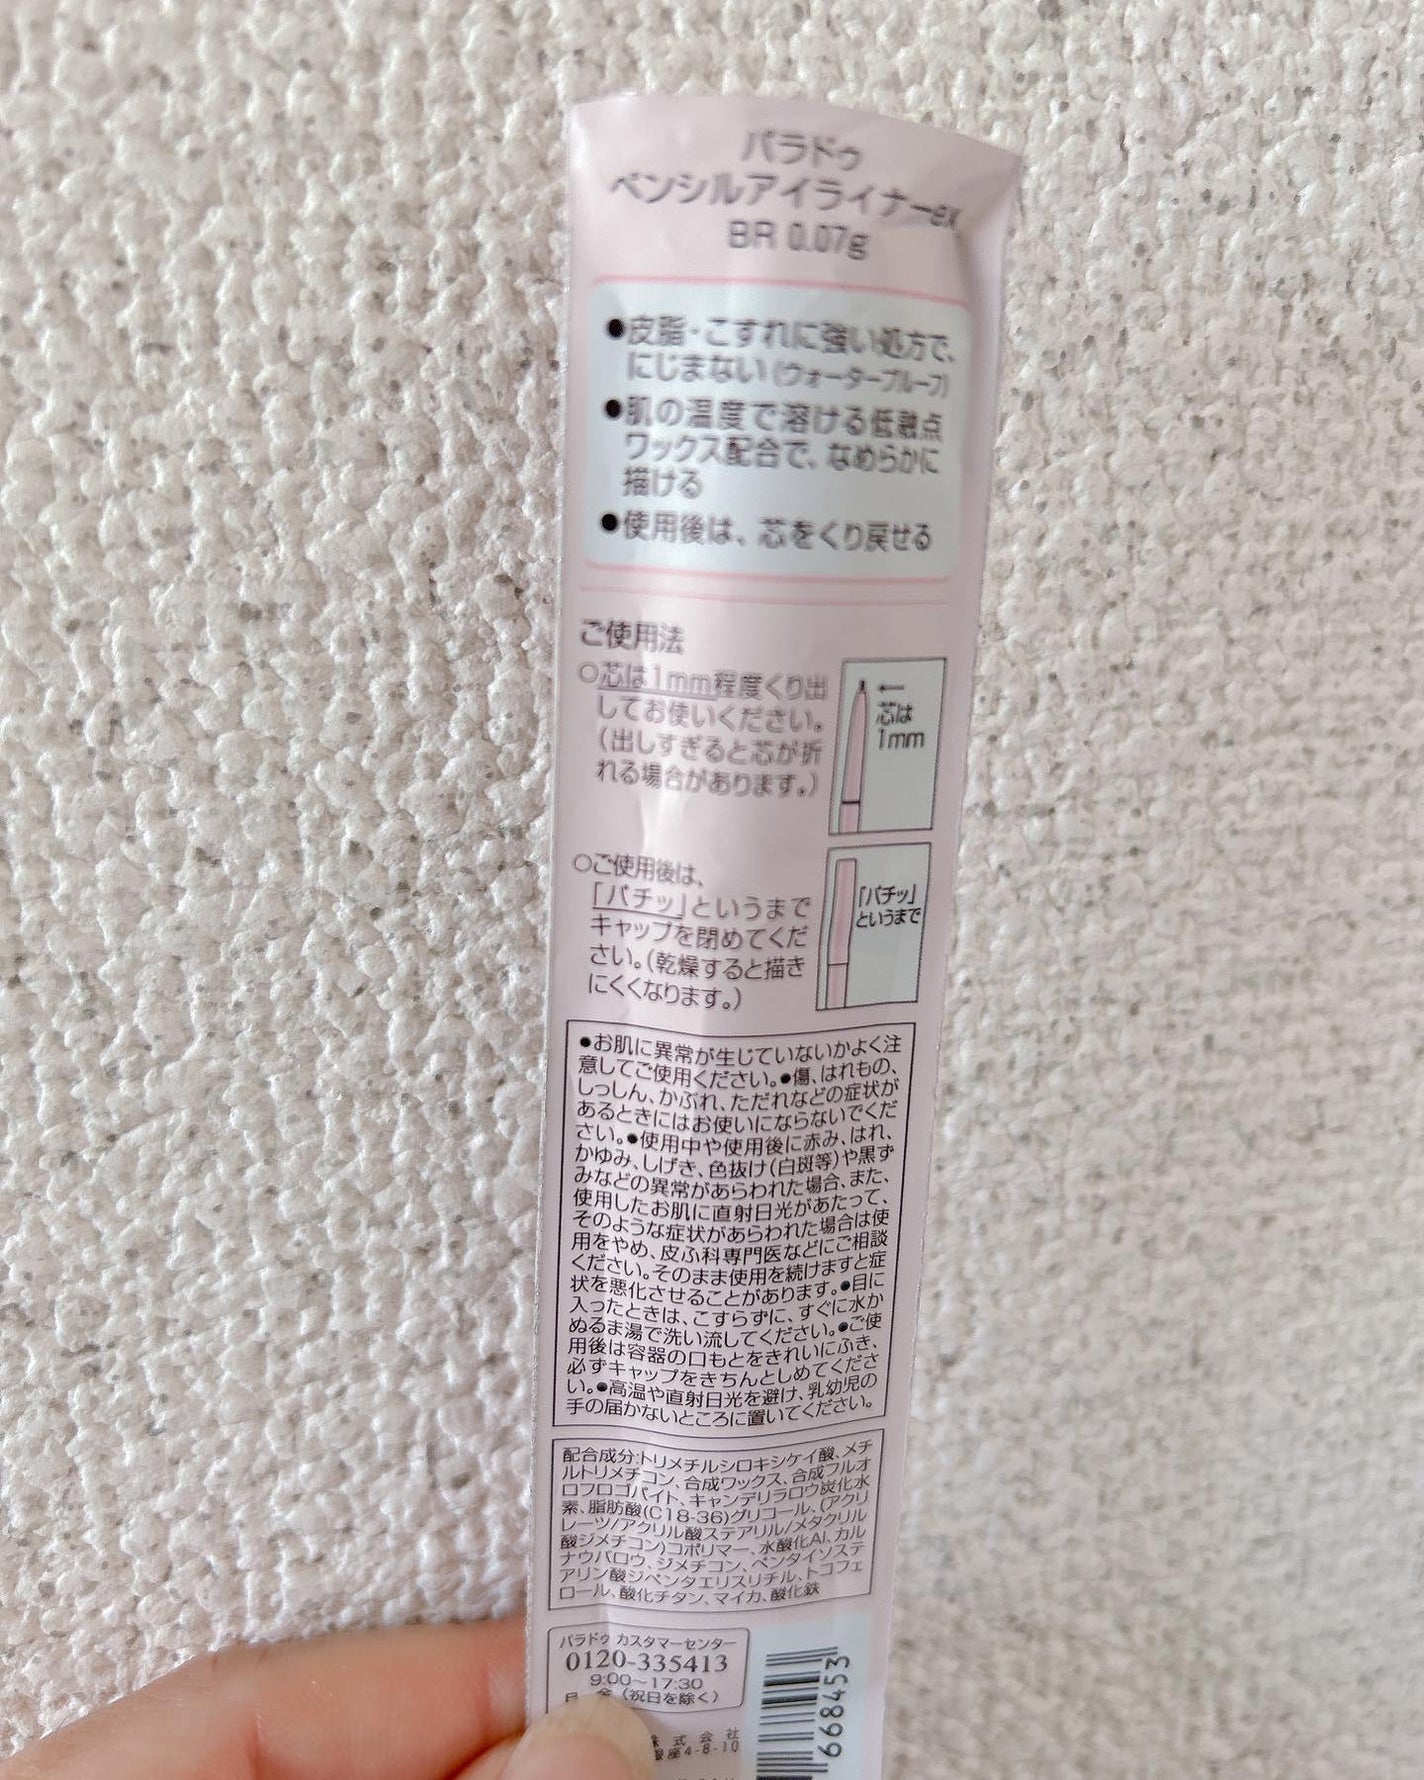 パラドゥ
ペンシルアイライナーex
BR 0.07g
●皮脂・こすれに強い処方で、
にじまない(ウォータープルーフ)
●肌の温度で溶ける低融点
ワックス配合で、なめらかに
描ける
●使用後は、芯をくり戻せる
ご使用法
○芯は1mm程度くり出
してお使いください。
(出しすぎると芯が折
れる場合があります。)
←
芯は
1mm
○ご使用後は、
「パチッ」というまで
キャップを閉めてくだ
さい。(乾燥すると描き
にくくなります。)
「パチッ」
というまで
●お肌に異常が生じていないかよく注
意してご使用ください。●傷、はれもの、
しっしん、かぶれ、ただれなどの症状が
あるときにはお使いにならないでくだ
さい。●使用中や使用後に赤み、はれ、
かゆみ、しげき、色抜け(白斑等)や黒ず
みなどの異常があらわれた場合、また、
使用したお肌に直射日光があたって、
そのような症状があらわれた場合は使
用をやめ、皮ふ科専門医などにご相談
ください。そのまま使用を続けますと症
状を悪化させることがあります。●目に
入ったときは、こすらずに、すぐに水か
ぬるま湯で洗い流してください。●ご使
用後は容器の口もとをきれいにふき、
必ずキャップをきちんとしめてくださ
い。●高温や直射日光を避け、乳幼児の
手の届かないところに置いてください。
配合成分:トリメチルシロキシケイ酸、メチ
ルトリメチコン、合成ワックス、合成フルオ
ロフロゴパイト、キャンデリラロウ炭化水
素、脂肪酸(C18-36)グリコール、(アクリ
レーツ/アクリル酸ステアリル/メタクリル
酸ジメチコン)コポリマー、水酸化Al、カル
ナウバロウ、ジメチコン、ペンタイソステ
アリン酸ジペンタエリスリチル、トコフェ
ロール、酸化チタン、マイカ、酸化鉄
パラドゥ カスタマーセンター
0120-335413
9:00〜17:30
金(祝日を除く)
株式会社
銀座4-8-10
668453